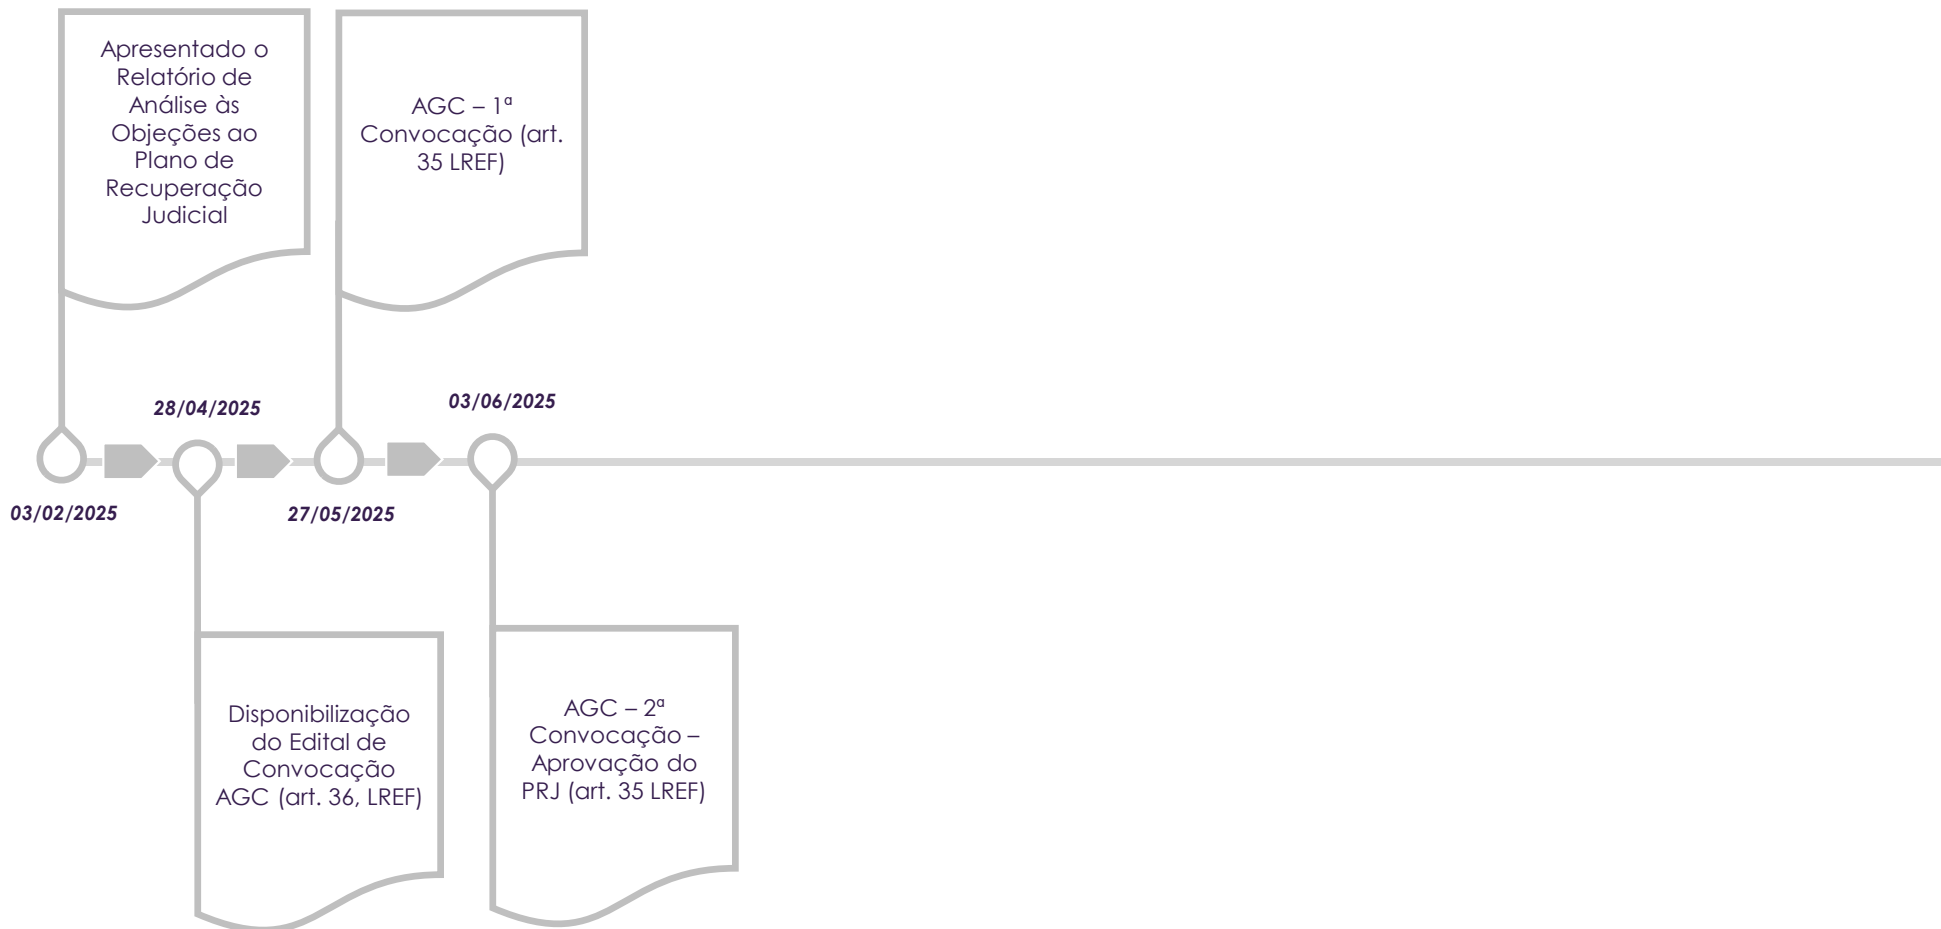 Apresentado o
Relatório de
Análise às
Objeções ao
Plano de
Recuperação
Judicial
AGC – 1ª
Convocação (art.
35 LREF)
28/04/2025
03/06/2025
03/02/2025
27/05/2025
Disponibilização
do Edital de
Convocação
AGC (art. 36, LREF)
AGC – 2ª
Convocação –
Aprovação do
PRJ (art. 35 LREF)